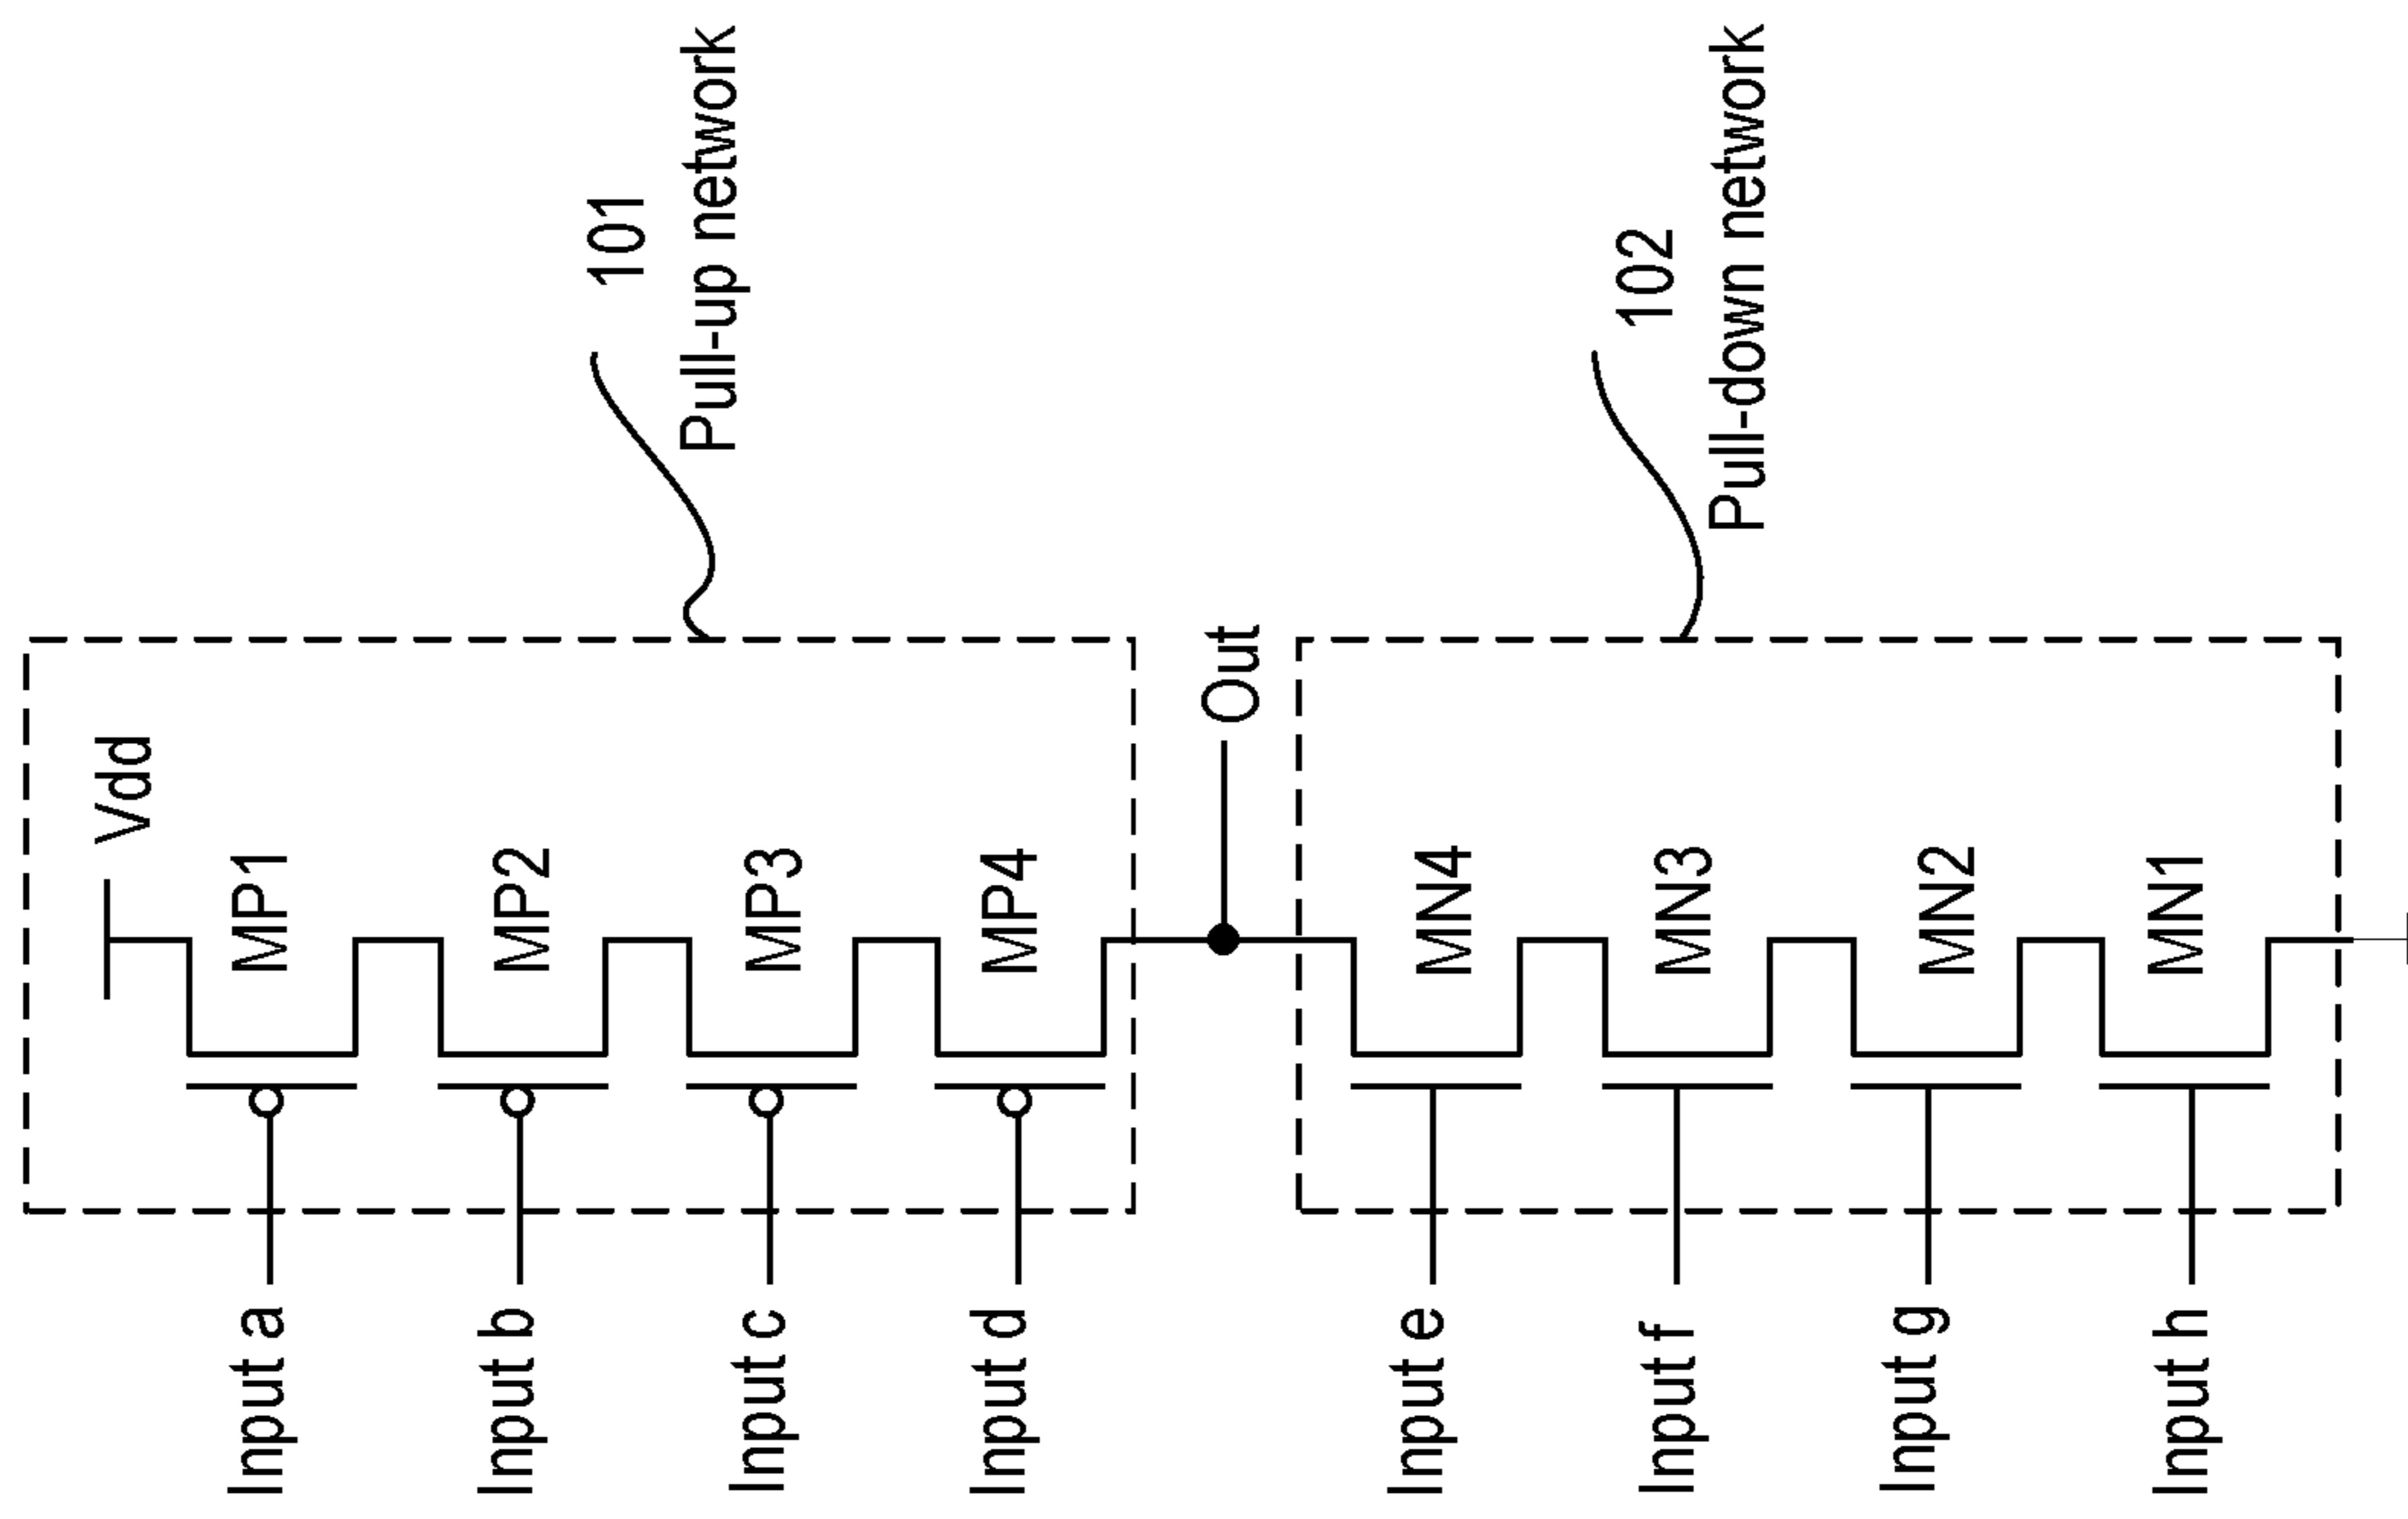 Vdd
Input a
MP1
Input b
MP2
101
Pull-up network
Input c
MP3
Input d
MP4
Out
Input e
MN4
Input f
MN3
102
Pull-down network
Input g
MN2
Input h
MN1